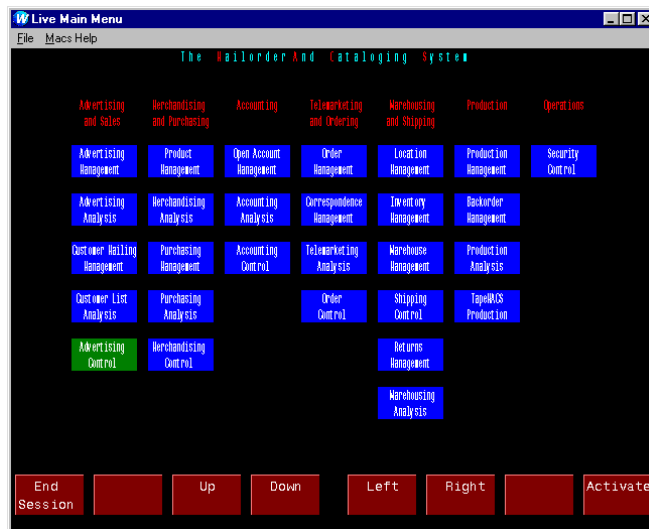 W Live Main Menu
File Macs Help
The Mailorder And Cataloging System
Advertising and Sales
Merchandising and Purchasing
Accounting
Telemarketing and Ordering
Warehousing and Shipping
Production
Operations
Advertising Management
Product Management
Open Account Management
Order Management
Location Management
Production Management
Security Control
Advertising Analysis
Merchandising Analysis
Accounting Analysis
Correspondence Management
Inventory Management
Backorder Management
Customer Mailing Management
Purchasing Management
Accounting Control
Telemarketing Analysis
Warehouse Management
Production Analysis
Customer List Analysis
Purchasing Analysis
Order Control
Shipping Control
TapeMACS Production
Advertising Control
Merchandising Control
Returns Management
Warehousing Analysis
End Session
Up
Down
Left
Right
Activate